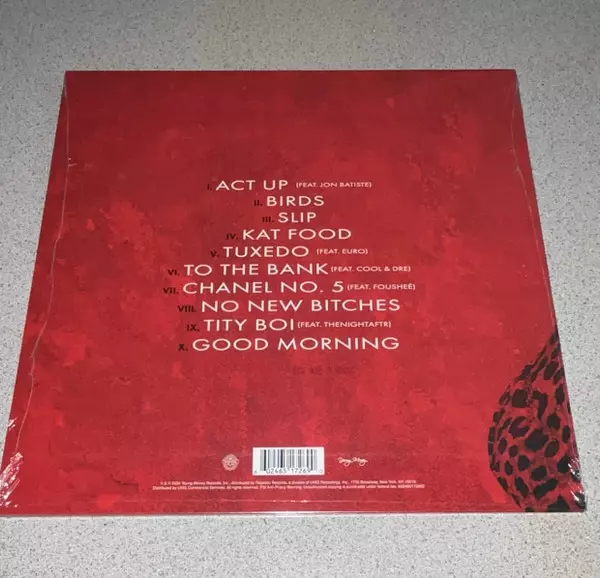 I. ACT UP (FEAT. JON BATISTE)
II. BIRDS
III. SLIP
IV. KAT FOOD
V. TUXEDO (FEAT. EURO)
VI. TO THE BANK (FEAT. COOL & DRE)
VII. CHANEL NO. 5 (FEAT. FOUSHEÉ)
VIII. NO NEW BITCHES
IX. TITY BOI (FEAT. THENIGHTAFTR)
X. GOOD MORNING
Young Money